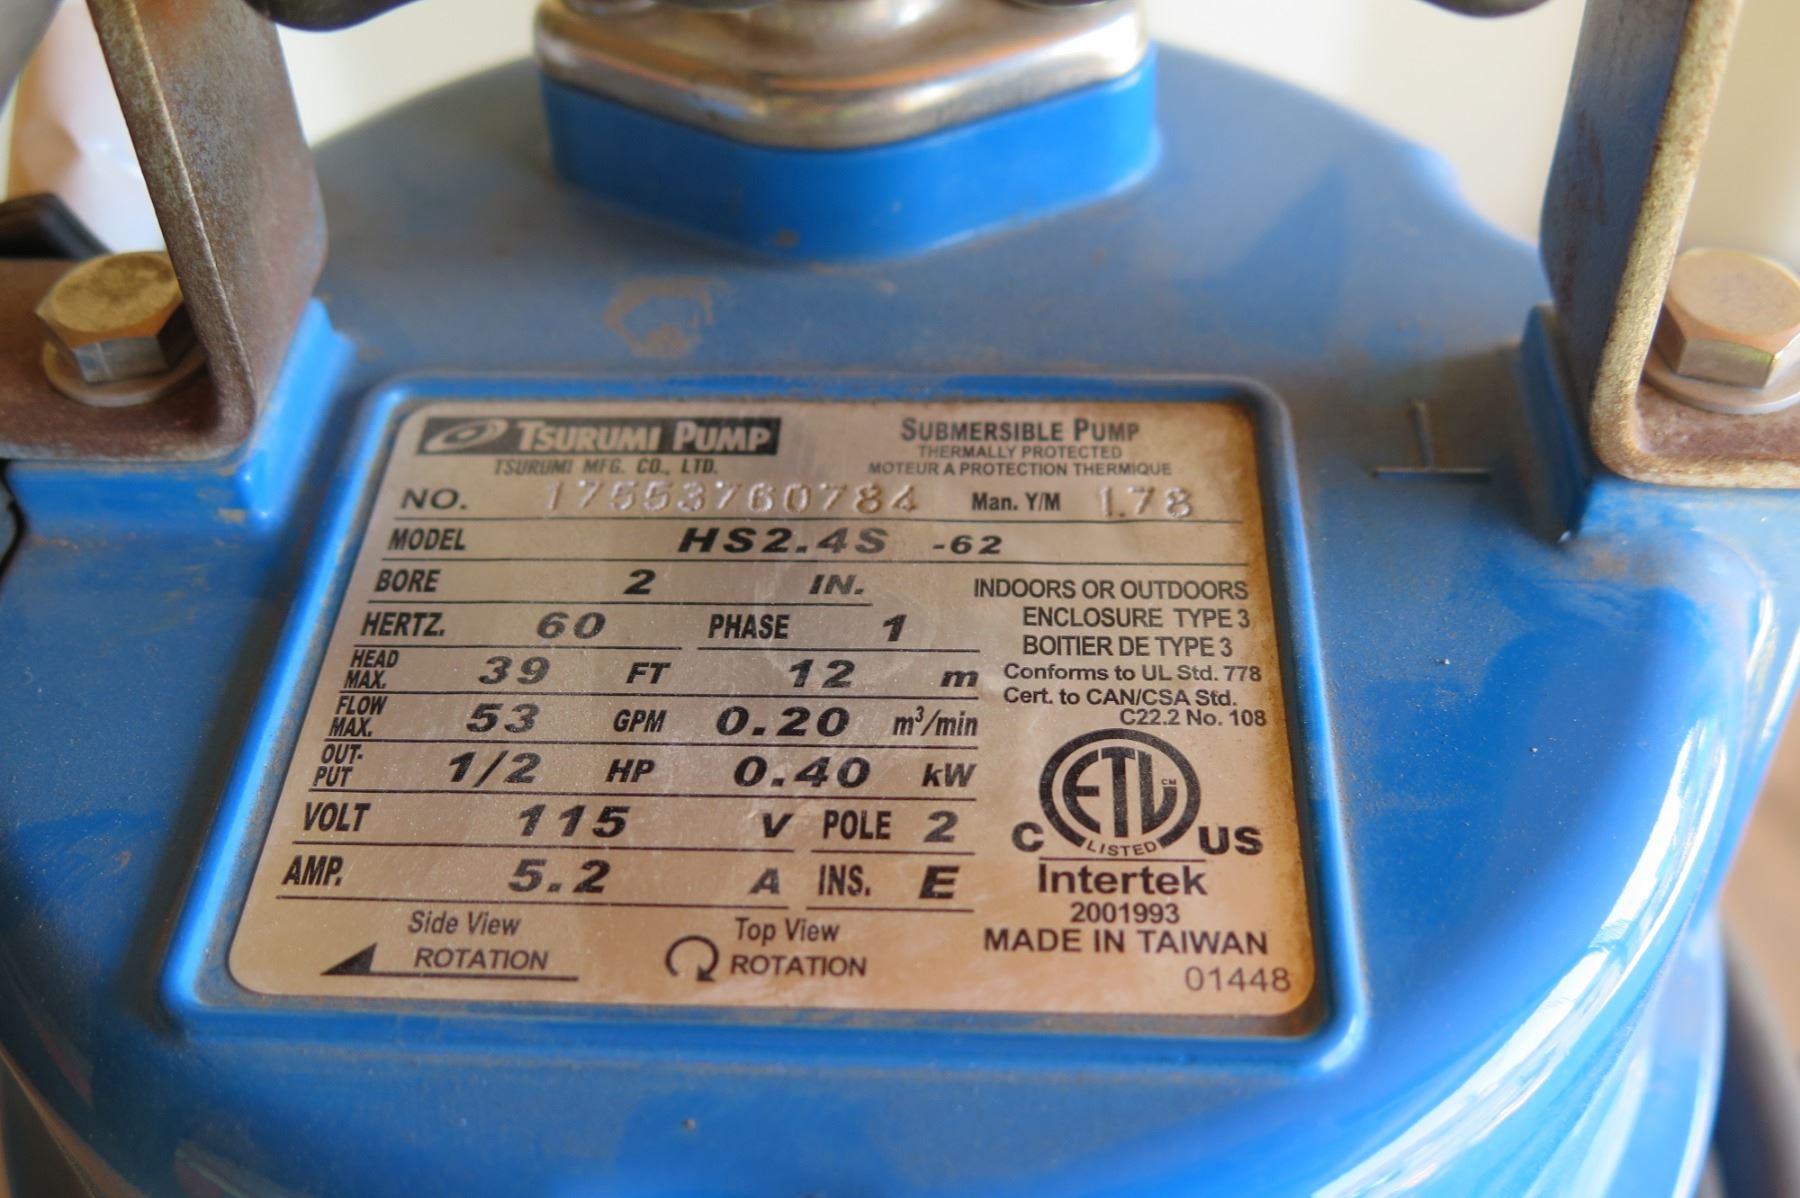 TSURUMI PUMP
TSURUMI MFG. CO., LTD.
SUBMERSIBLE PUMP
THERMALLY PROTECTED
MOTEUR A PROTECTION THERMIQUE
NO. 17553760784 Man. Y/M 1.78
MODEL HS2.4S -62
BORE 2 IN.
HERTZ. 60 PHASE 1
HEAD MAX. 39 FT 12 m
FLOW MAX. 53 GPM 0.20 m³/min
OUT-PUT 1/2 HP 0.40 kW
VOLT 115 V POLE 2
AMP. 5.2 A INS. E
Side View
ROTATION
Top View
ROTATION
INDOORS OR OUTDOORS
ENCLOSURE TYPE 3
BOITIER DE TYPE 3
Conforms to UL Std. 778
Cert. to CAN/CSA Std.
C22.2 No. 108
ETL CM
C LISTED US
Intertek
2001993
MADE IN TAIWAN
01448